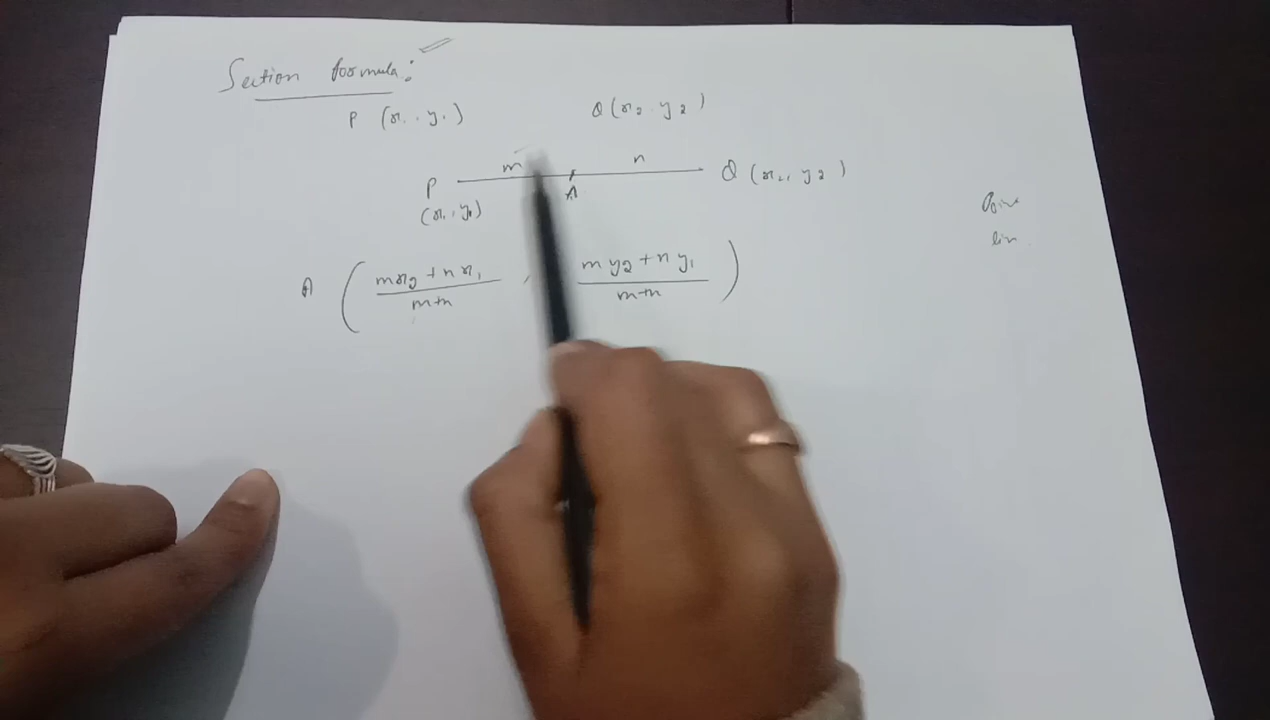 Section formula:
P (x1, y1) Q (x2, y2)
m n
P A Q (x2, y2)
(x1, y1)
A ( mx2 + nx1 / m+n , my2 + ny1 / m+n )